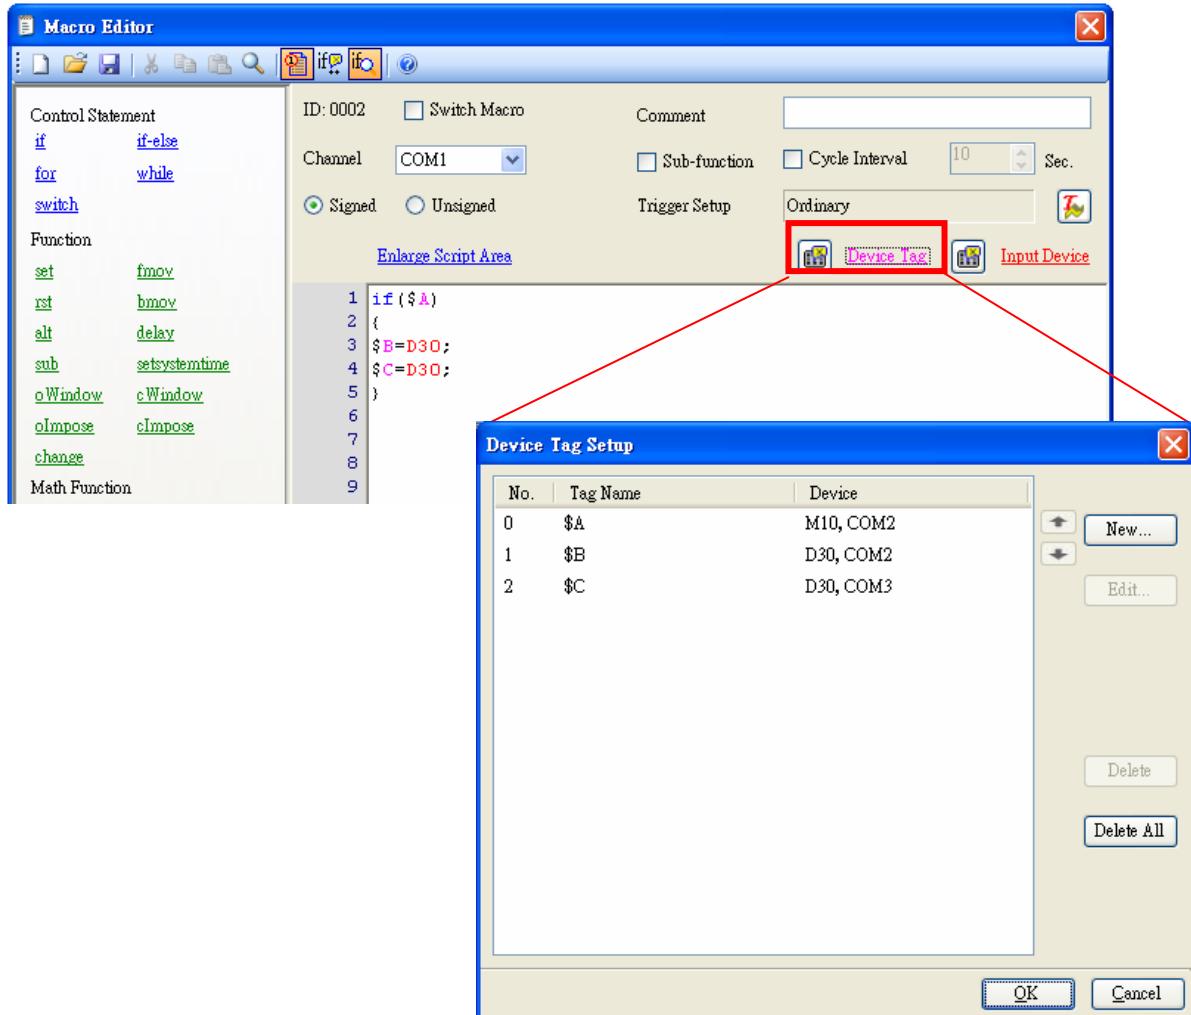 Macro Editor
ID: 0002 Switch Macro Comment
Control Statement
if if-else
for while
switch
Channel COM1 Sub-function Cycle Interval 10 Sec.
Signed Unsigned Trigger Setup Ordinary
Enlarge Script Area Device Tag Input Device
Function
set fmov
rst bmov
alt delay
sub setsystemtime
oWindow cWindow
oImpose cImpose
change
Math Function
1 if($A)
2 {
3 $B=D30;
4 $C=D30;
5 }
6
7
8
9
Device Tag Setup
No. Tag Name Device
0 $A M10, COM2
1 $B D30, COM2
2 $C D30, COM3
New...
Edit...
Delete
Delete All
OK Cancel